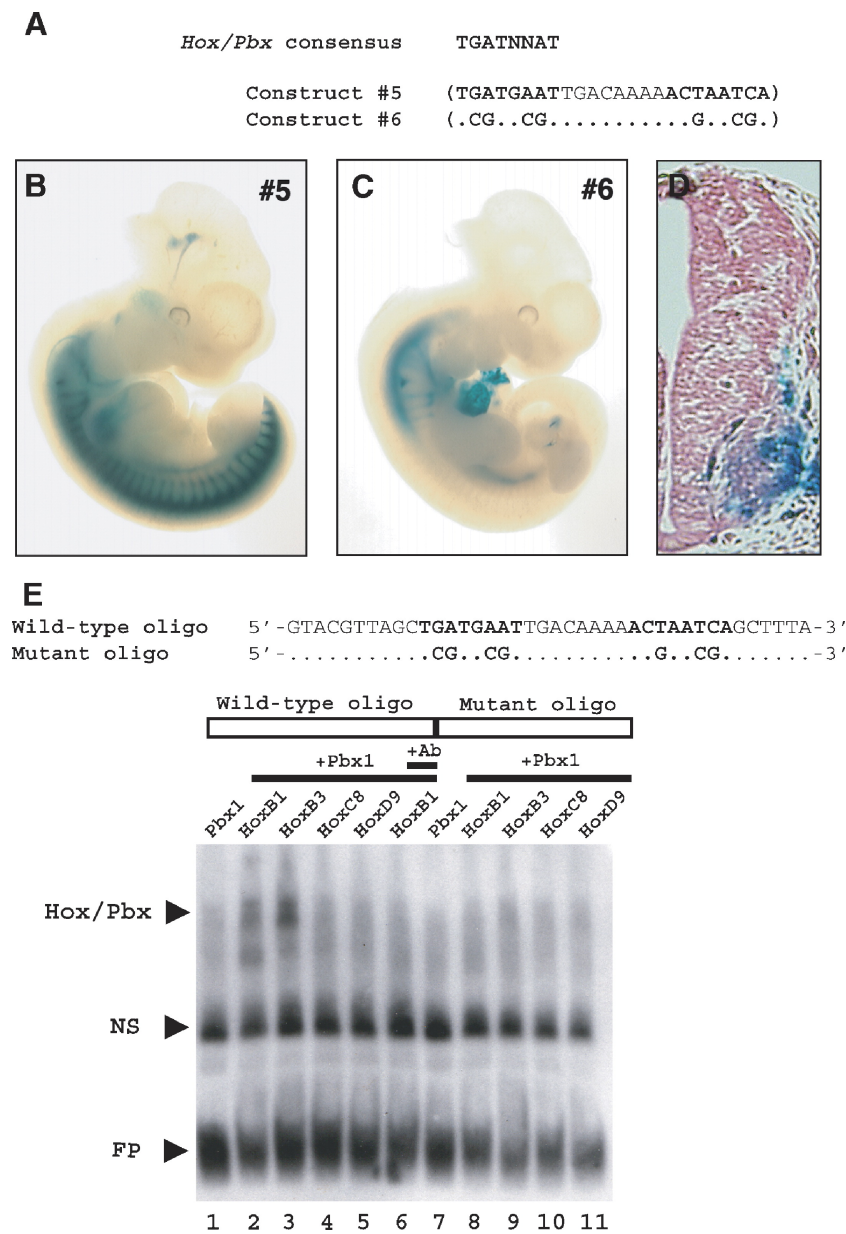 A
Hox/Pbx consensus TGATNNAT
Construct #5 (TGATGAATTGACAAAAACTAATCA)
Construct #6 (.CG..CG...........G..CG.)
B #5
C #6
D
E
Wild-type oligo 5'-GTACGTTAGCTGATGAATTGACAAAAACTAATCAGCTTTA-3'
Mutant oligo 5'-...........CG..CG...........G..CG.......-3'
Wild-type oligo Mutant oligo
+Ab
+Pbx1 +Pbx1
Pbx1 HoxB1 HoxB3 HoxC8 HoxD9 HoxB1 Pbx1 HoxB1 HoxB3 HoxC8 HoxD9
Hox/Pbx
NS
FP
1 2 3 4 5 6 7 8 9 10 11